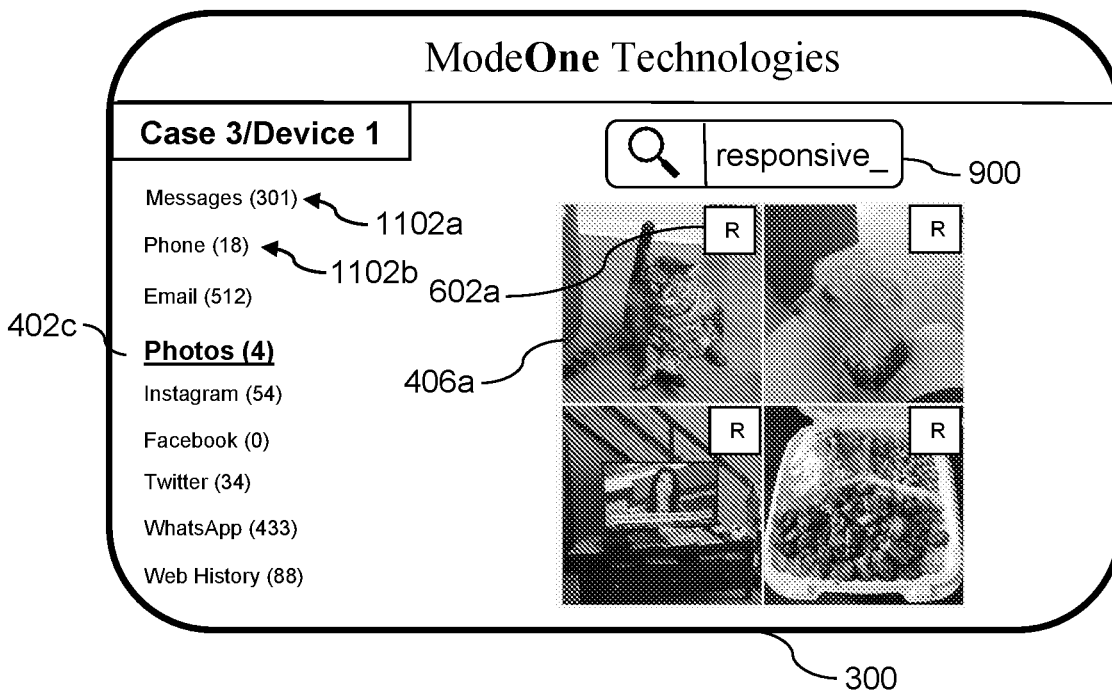 ModeOne Technologies
Case 3/Device 1
responsive_
900
Messages (301)
1102a
Phone (18)
1102b
Email (512)
402c
Photos (4)
Instagram (54)
Facebook (0)
Twitter (34)
WhatsApp (433)
Web History (88)
R
R
602a
406a
R
R
300